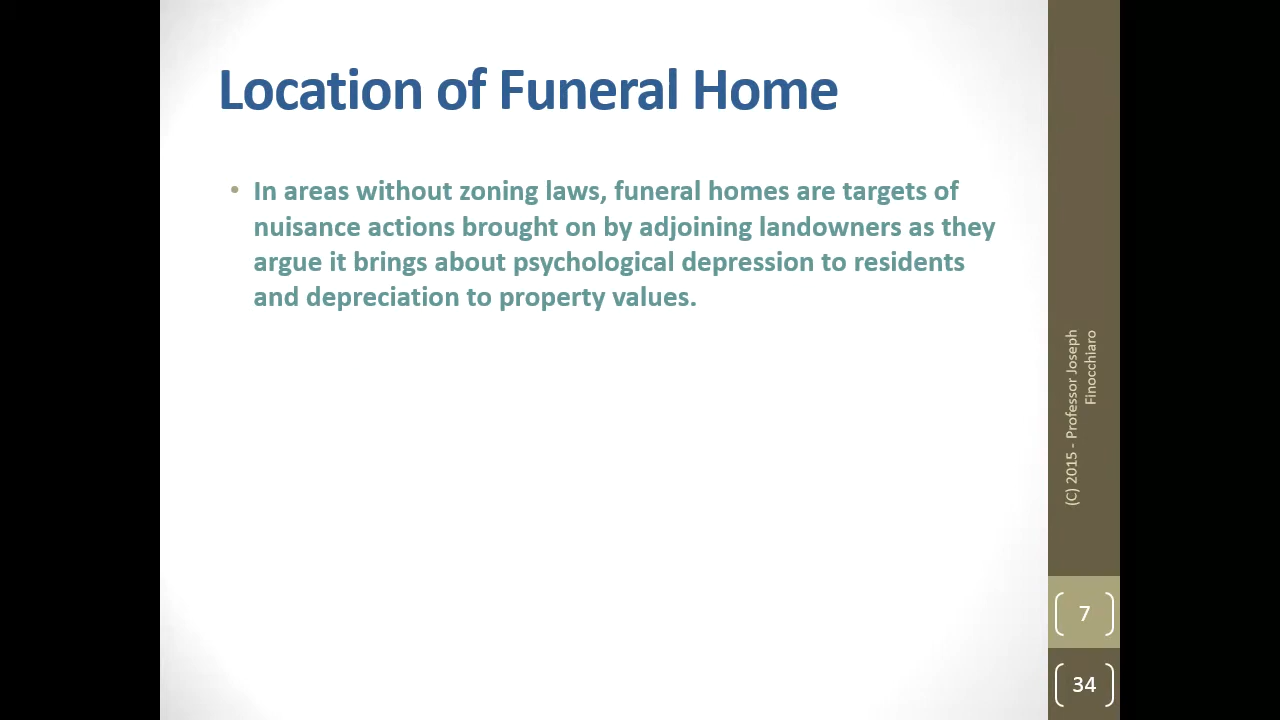 Location of Funeral Home
• In areas without zoning laws, funeral homes are targets of
nuisance actions brought on by adjoining landowners as they
argue it brings about psychological depression to residents
and depreciation to property values.
(C) 2015 - Professor Joseph
Finocchiaro
7
34